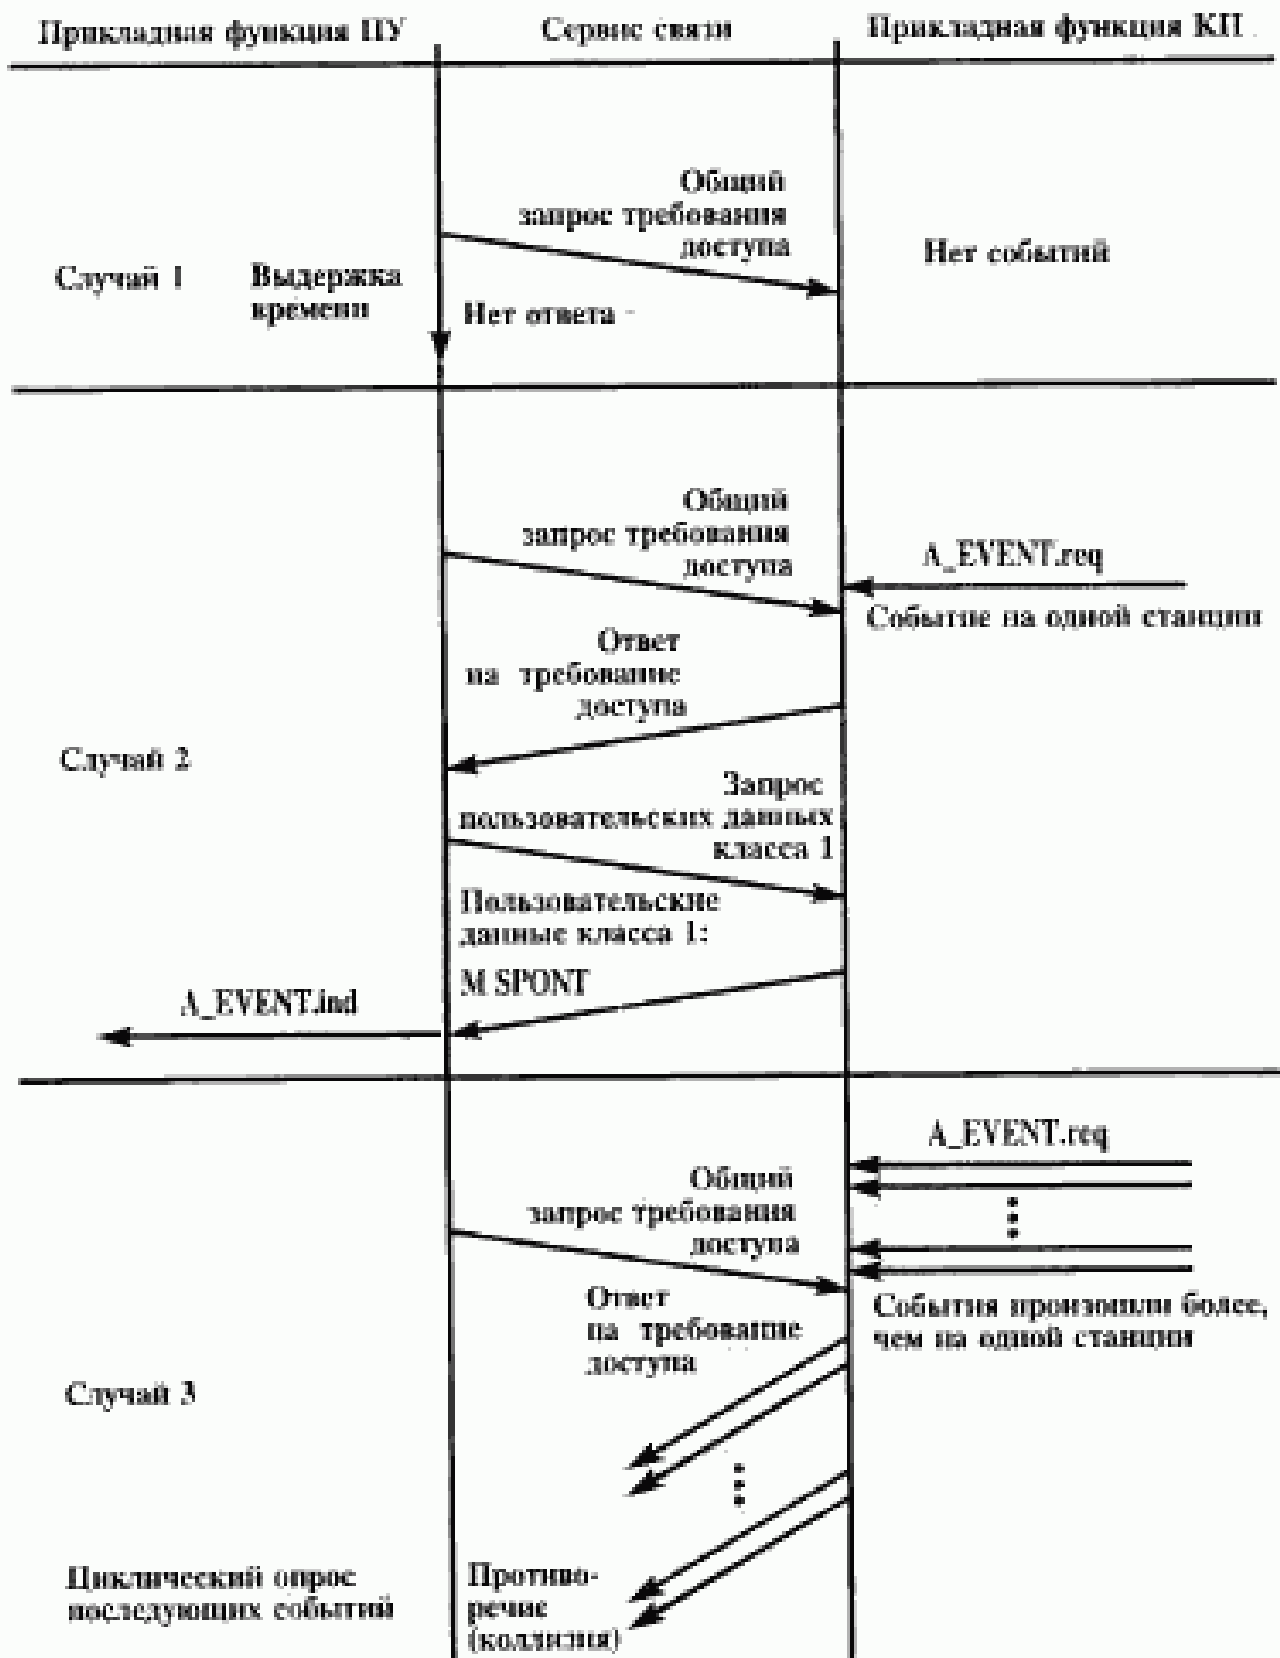 Прикладная функция ПУ
Сервис связи
Прикладная функция КП
Общий
запрос требования
доступа
Нет событий
Случай 1
Выдержка
времени
Нет ответа
Общий
запрос требования
доступа
A_EVENT.req
Событие на одной станции
Ответ
на требование
доступа
Случай 2
Запрос
пользовательских данных
класса 1
Пользовательские
данные класса 1:
M SPONT
A_EVENT.ind
A_EVENT.req
Общий
запрос требования
доступа
События произошли более,
чем на одной станции
Ответ
на требование
доступа
Случай 3
Циклический опрос
последующих событий
Противо-
речие
(коллизия)